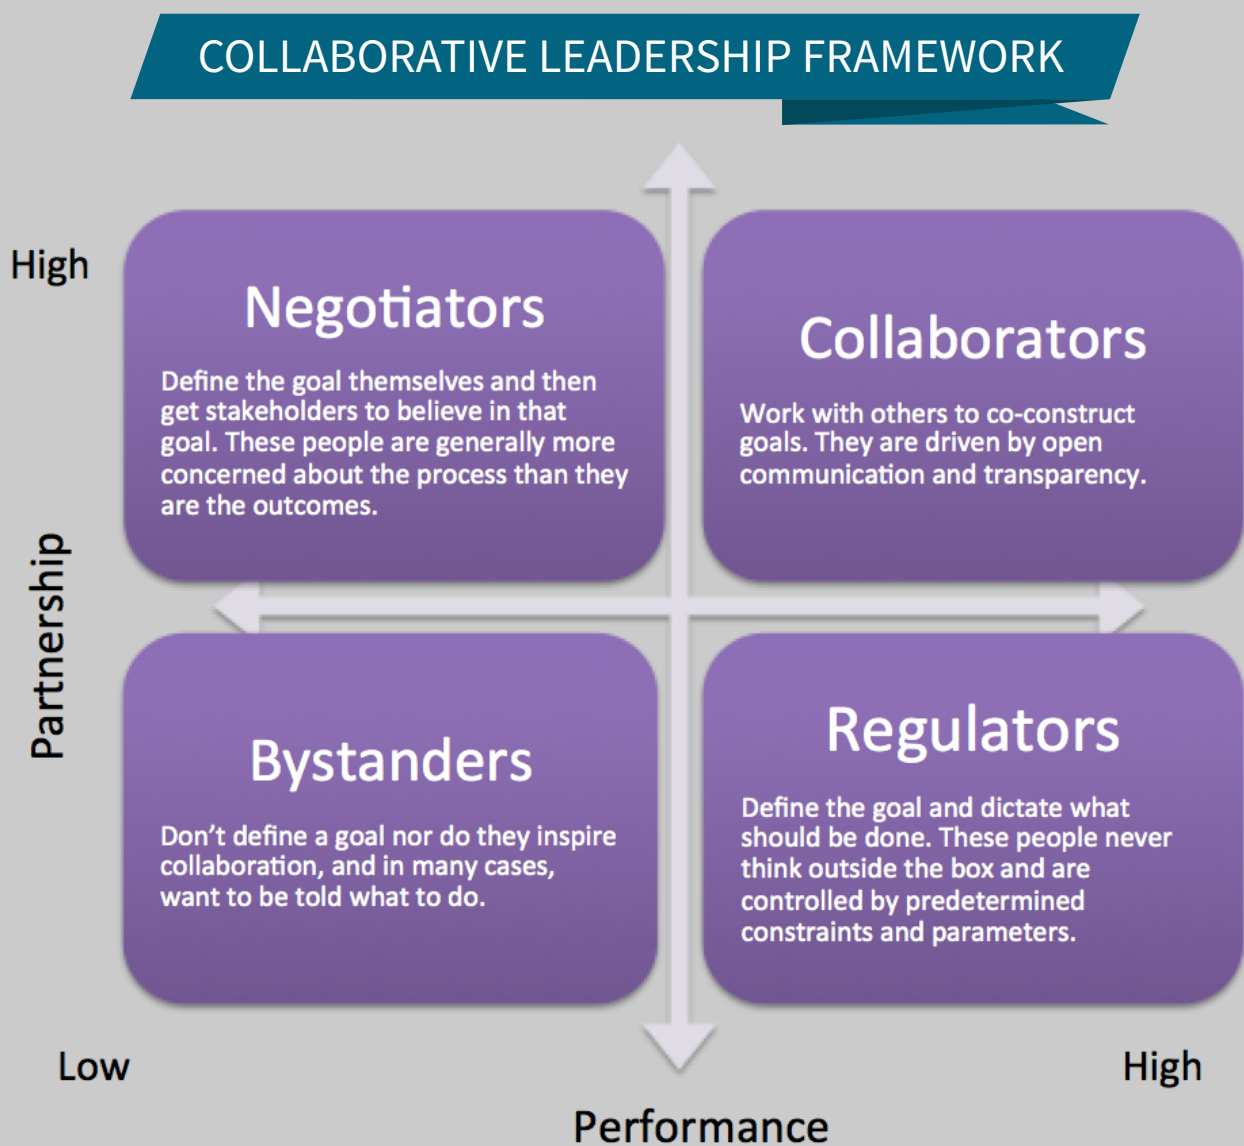 COLLABORATIVE LEADERSHIP FRAMEWORK
High
Negotiators
Define the goal themselves and then
get stakeholders to believe in that
goal. These people are generally more
concerned about the process than they
are the outcomes.
Collaborators
Work with others to co-construct
goals. They are driven by open
communication and transparency.
Partnership
Bystanders
Don’t define a goal nor do they inspire
collaboration, and in many cases,
want to be told what to do.
Regulators
Define the goal and dictate what
should be done. These people never
think outside the box and are
controlled by predetermined
constraints and parameters.
Low
High
Performance